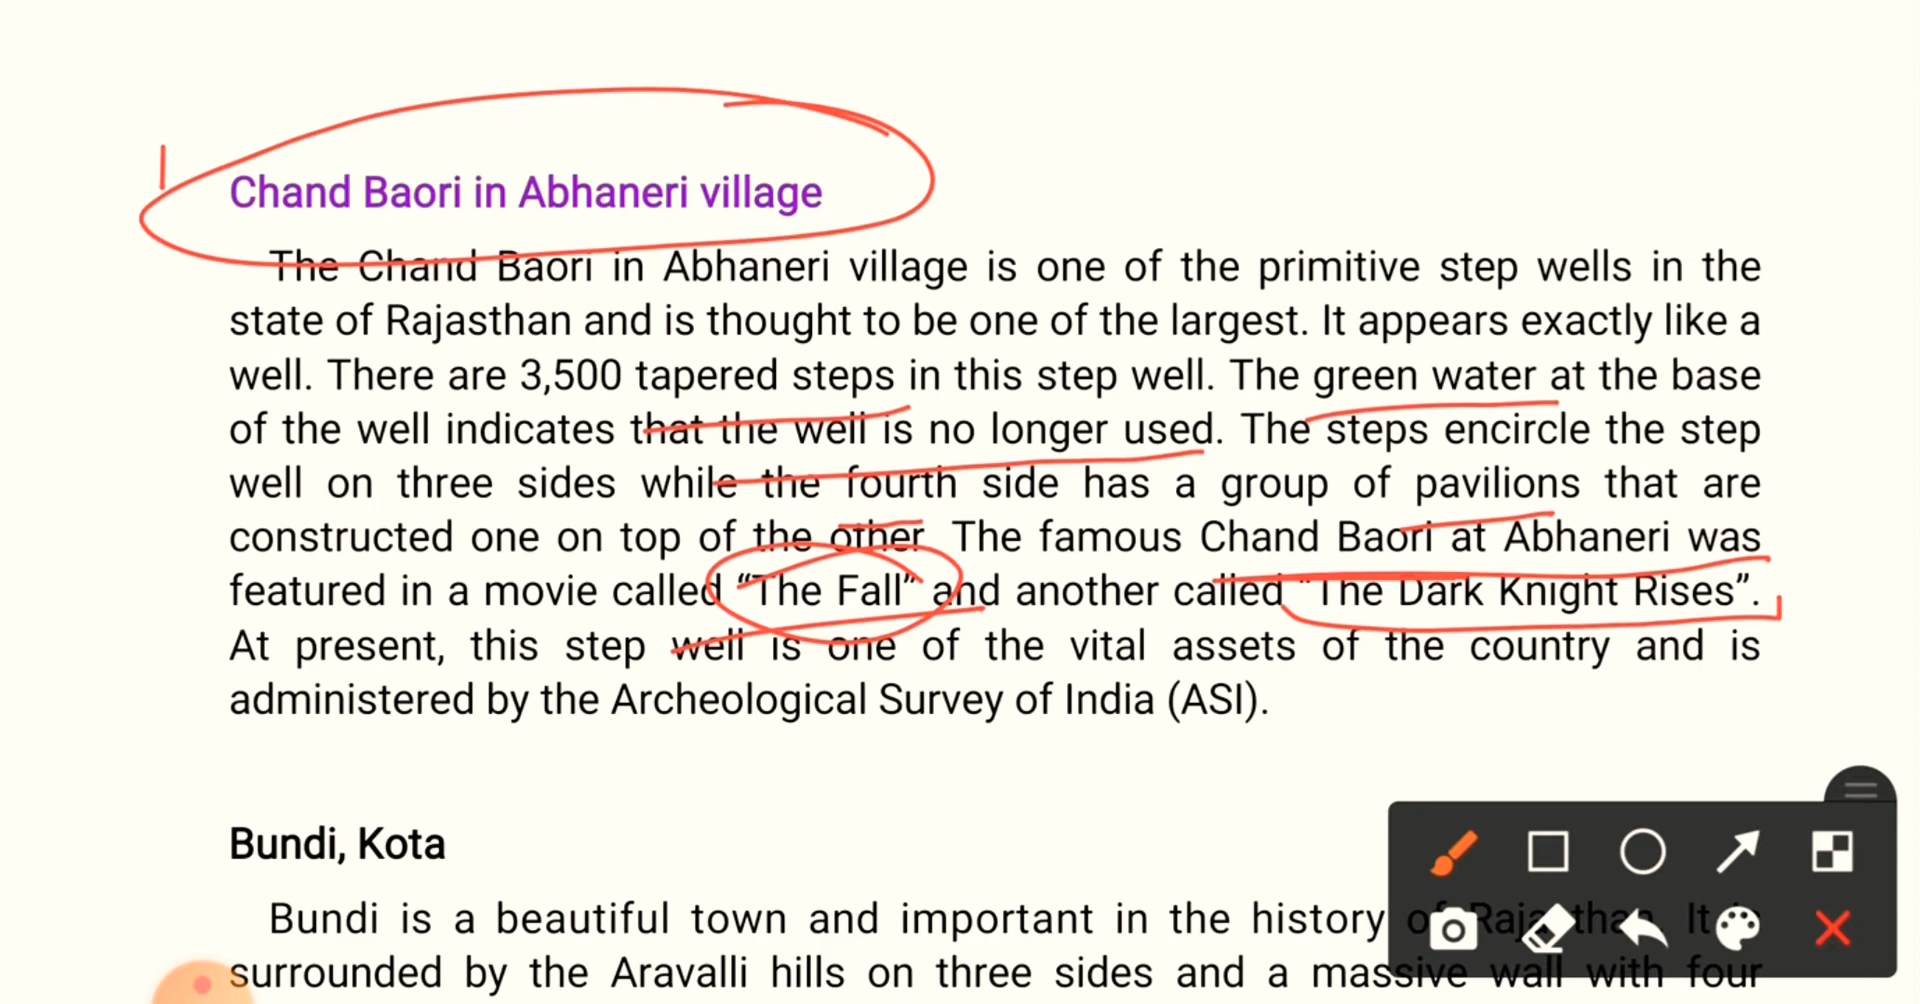 Chand Baori in Abhaneri village
The Chand Baori in Abhaneri village is one of the primitive step wells in the
state of Rajasthan and is thought to be one of the largest. It appears exactly like a
well. There are 3,500 tapered steps in this step well. The green water at the base
of the well indicates that the well is no longer used. The steps encircle the step
well on three sides while the fourth side has a group of pavilions that are
constructed one on top of the other. The famous Chand Baori at Abhaneri was
featured in a movie called “The Fall” and another called “The Dark Knight Rises”.
At present, this step well is one of the vital assets of the country and is
administered by the Archeological Survey of India (ASI).
Bundi, Kota
Bundi is a beautiful town and important in the history of Rajasthan. It is
surrounded by the Aravalli hills on three sides and a massive wall with four